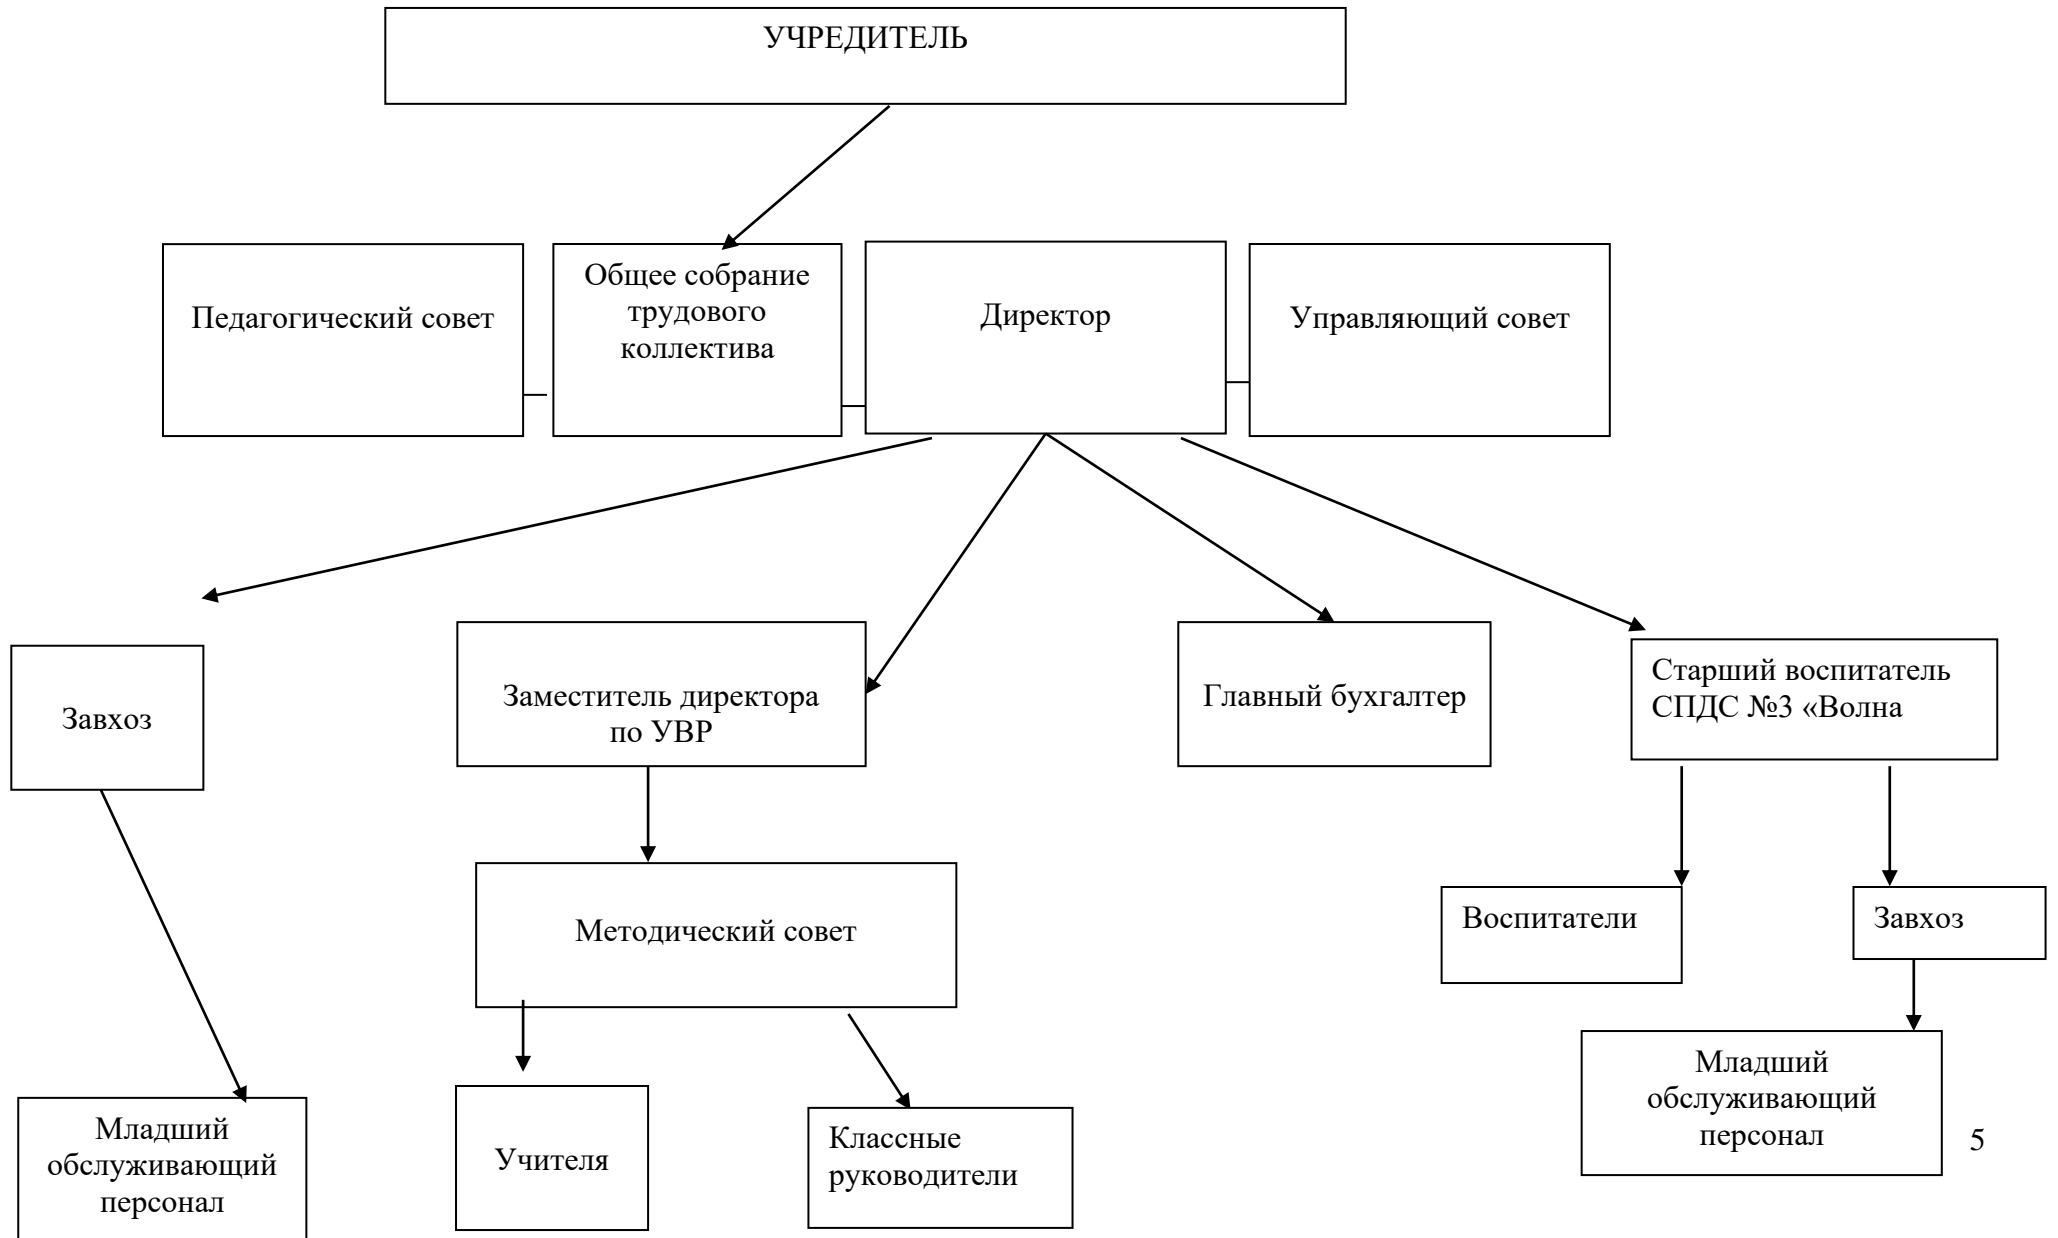 УЧРЕДИТЕЛЬ
Педагогический совет
Общее собрание
трудового
коллектива
Директор
Управляющий совет
Завхоз
Заместитель директора
по УВР
Главный бухгалтер
Старший воспитатель
СПДС №3 «Волна
Методический совет
Воспитатели
Завхоз
Младший
обслуживающий
персонал
Учителя
Классные
руководители
Младший
обслуживающий
персонал
5